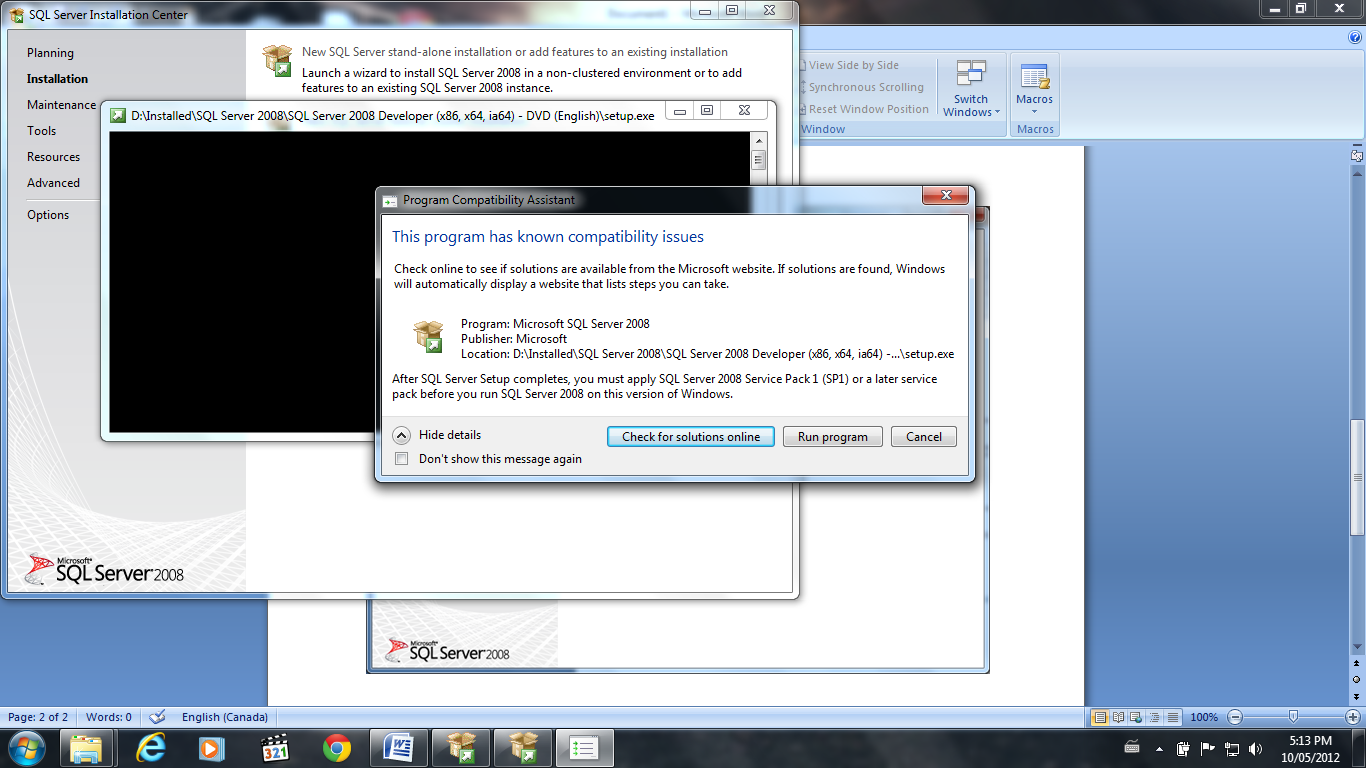 SQL Server Installation Center
Planning
Installation
Maintenance
Tools
Resources
Advanced
Options
New SQL Server stand-alone installation or add features to an existing installation
Launch a wizard to install SQL Server 2008 in a non-clustered environment or to add
features to an existing SQL Server 2008 instance.
Microsoft®
SQL Server®2008
D:\Installed\SQL Server 2008\SQL Server 2008 Developer (x86, x64, ia64) - DVD (English)\setup.exe
Program Compatibility Assistant
This program has known compatibility issues
Check online to see if solutions are available from the Microsoft website. If solutions are found, Windows
will automatically display a website that lists steps you can take.
Program: Microsoft SQL Server 2008
Publisher: Microsoft
Location: D:\Installed\SQL Server 2008\SQL Server 2008 Developer (x86, x64, ia64) -...\setup.exe
After SQL Server Setup completes, you must apply SQL Server 2008 Service Pack 1 (SP1) or a later service
pack before you run SQL Server 2008 on this version of Windows.
Hide details
Check for solutions online
Run program
Cancel
Don't show this message again
View Side by Side
Synchronous Scrolling
Reset Window Position
Window
Switch
Windows
Macros
Macros
Microsoft®
SQL Server®2008
Page: 2 of 2
Words: 0
English (Canada)
100%
321
5:13 PM
10/05/2012